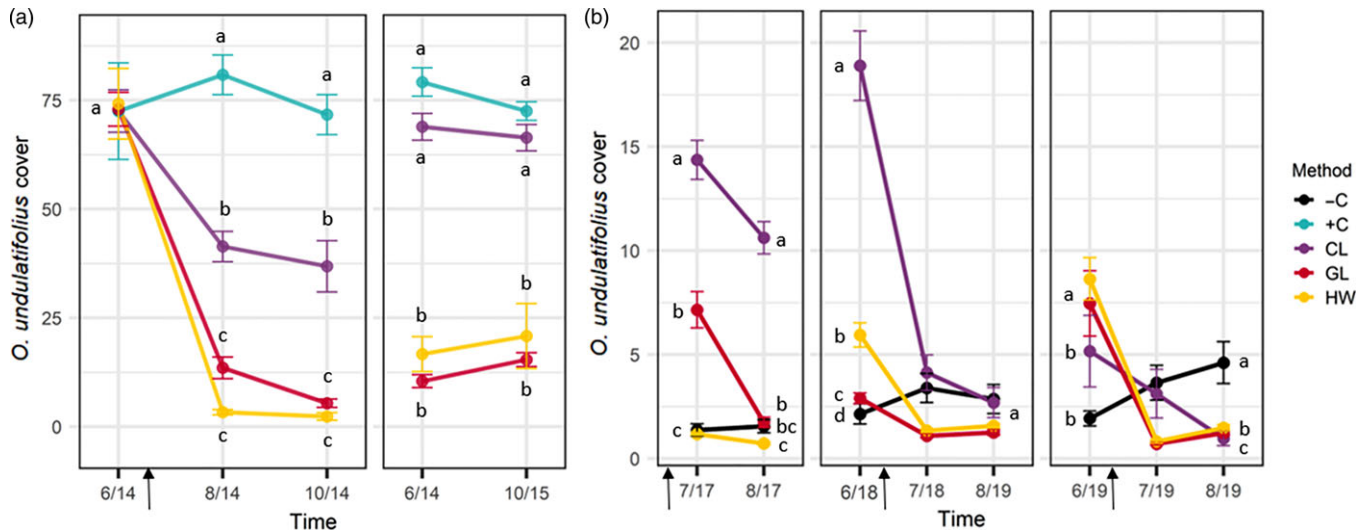 (a)
O. undulatifolius cover
75
50
25
0
a
a
a
b
b
c
c
c
c
6/14
8/14
10/14
a
a
a
a
b
b
b
b
6/14
10/15
Time
(b)
O. undulatifolius cover
20
15
10
5
0
a
a
b
b
c
bc
c
7/17
8/17
a
b
c
d
a
6/18
7/18
8/19
a
b
b
a
b
c
6/19
7/19
8/19
Time
Method
−C
+C
CL
GL
HW